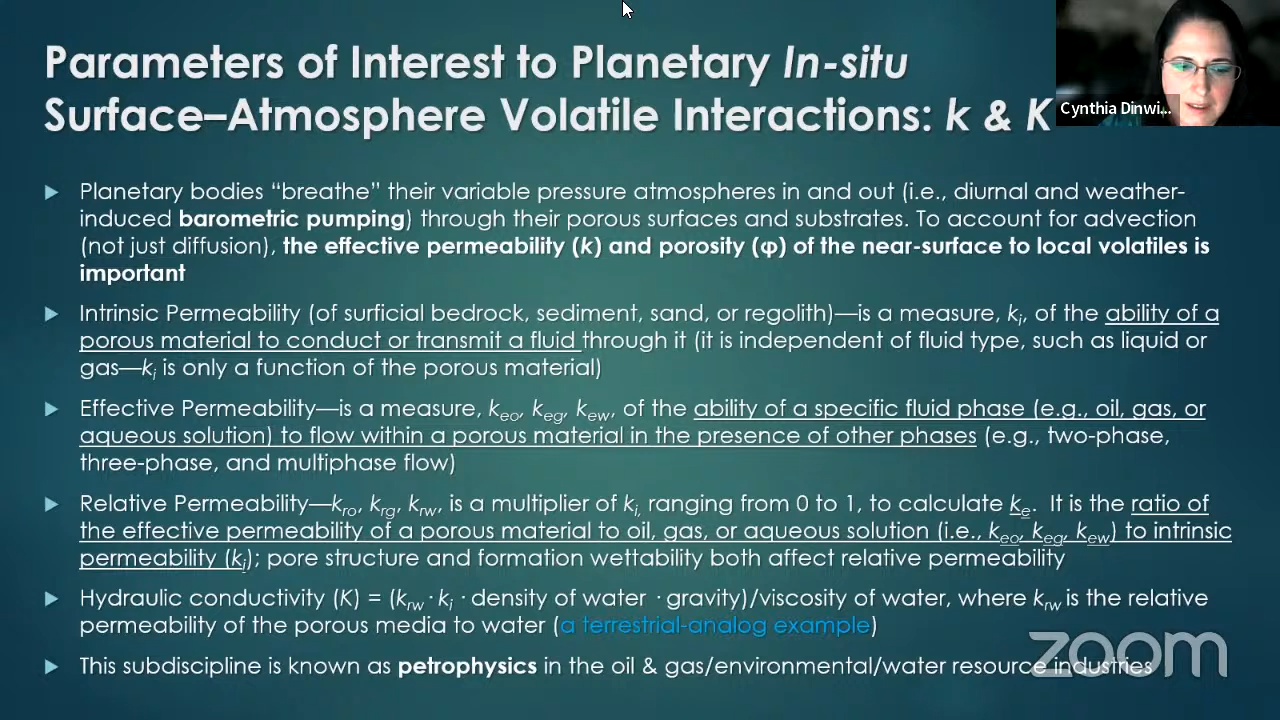 Parameters of Interest to Planetary In-situ
Surface–Atmosphere Volatile Interactions: k & K
Cynthia Dinwi...
Planetary bodies “breathe” their variable pressure atmospheres in and out (i.e., diurnal and weather-
induced barometric pumping) through their porous surfaces and substrates. To account for advection
(not just diffusion), the effective permeability (k) and porosity (φ) of the near-surface to local volatiles is
important
Intrinsic Permeability (of surficial bedrock, sediment, sand, or regolith)—is a measure, ki, of the ability of a
porous material to conduct or transmit a fluid through it (it is independent of fluid type, such as liquid or
gas—ki is only a function of the porous material)
Effective Permeability—is a measure, keo, keg, kew, of the ability of a specific fluid phase (e.g., oil, gas, or
aqueous solution) to flow within a porous material in the presence of other phases (e.g., two-phase,
three-phase, and multiphase flow)
Relative Permeability—kro, krg, krw, is a multiplier of ki, ranging from 0 to 1, to calculate ke. It is the ratio of
the effective permeability of a porous material to oil, gas, or aqueous solution (i.e., keo, keg, kew) to intrinsic
permeability (ki); pore structure and formation wettability both affect relative permeability
Hydraulic conductivity (K) = (krw · ki · density of water · gravity)/viscosity of water, where krw is the relative
permeability of the porous media to water (a terrestrial-analog example)
This subdiscipline is known as petrophysics in the oil & gas/environmental/water resource industries
zoom